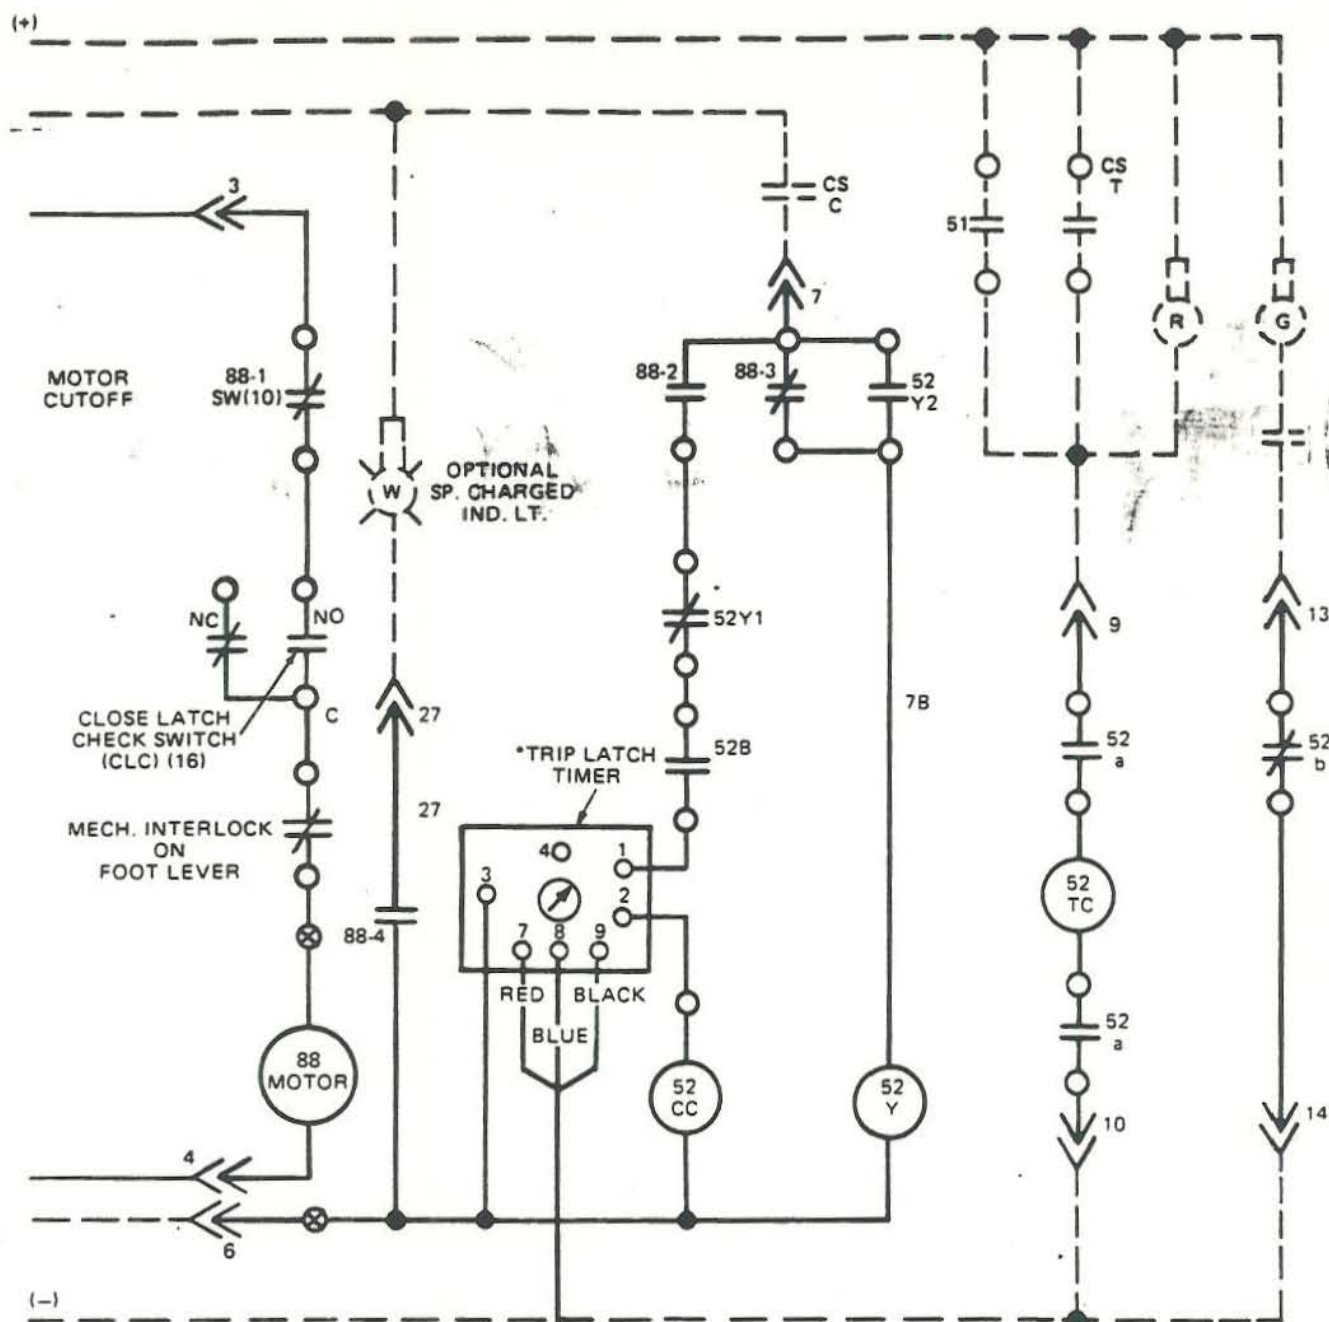 (+)
3
CS
C
CS
T
51
7
R
G
MOTOR
CUTOFF
88-1
SW(10)
88-2
88-3
52
Y2
OPTIONAL
SP. CHARGED
IND. LT.
W
NC
NO
52Y1
9
13
C
CLOSE LATCH
CHECK SWITCH
(CLC) (16)
27
7B
52B
52
a
52
b
*TRIP LATCH
TIMER
27
MECH. INTERLOCK
ON
FOOT LEVER
4
1
3
2
52
TC
88-4
7
8
9
RED
BLACK
BLUE
52
a
88
MOTOR
52
CC
52
Y
10
14
4
6
(-)